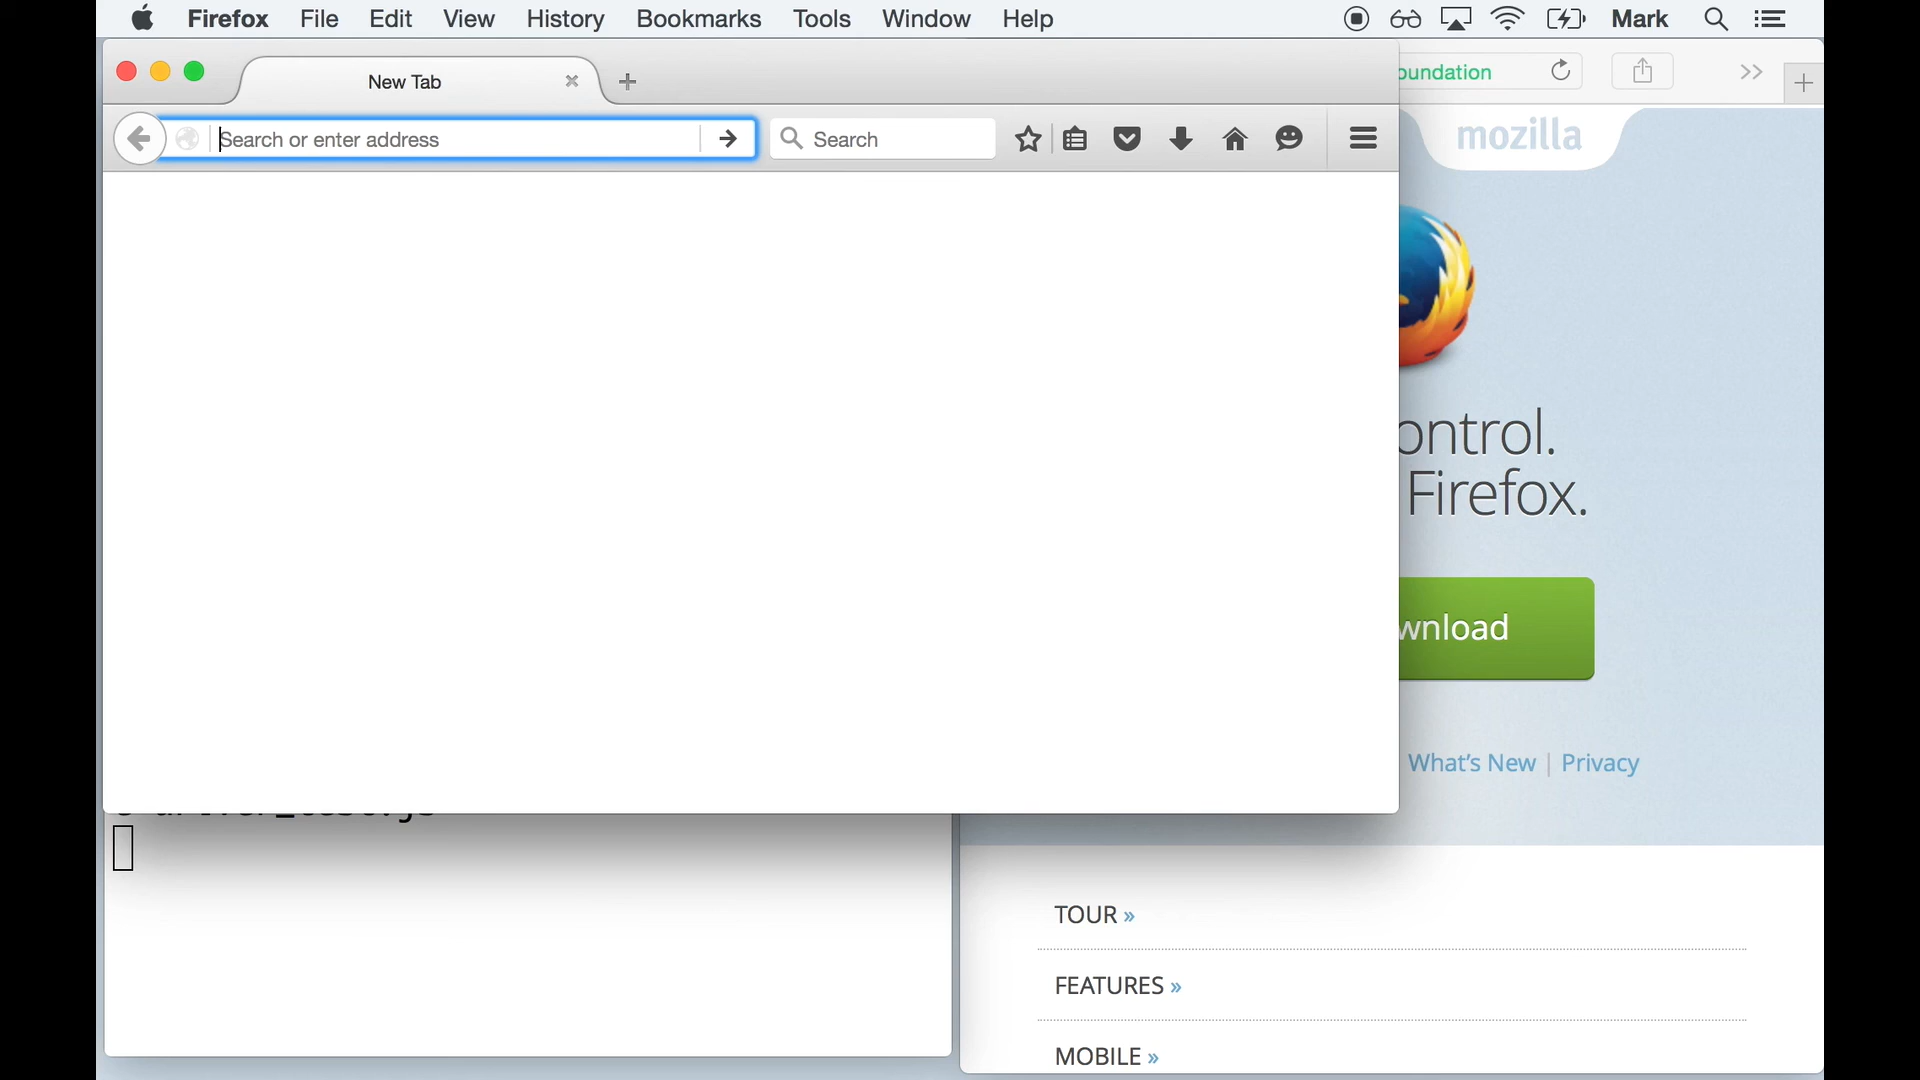 Firefox File Edit View History Bookmarks Tools Window Help Mark
New Tab
oundation
Search or enter address
Search
mozilla
ontrol.
Firefox.
wnload
What's New | Privacy
TOUR »
FEATURES »
MOBILE »